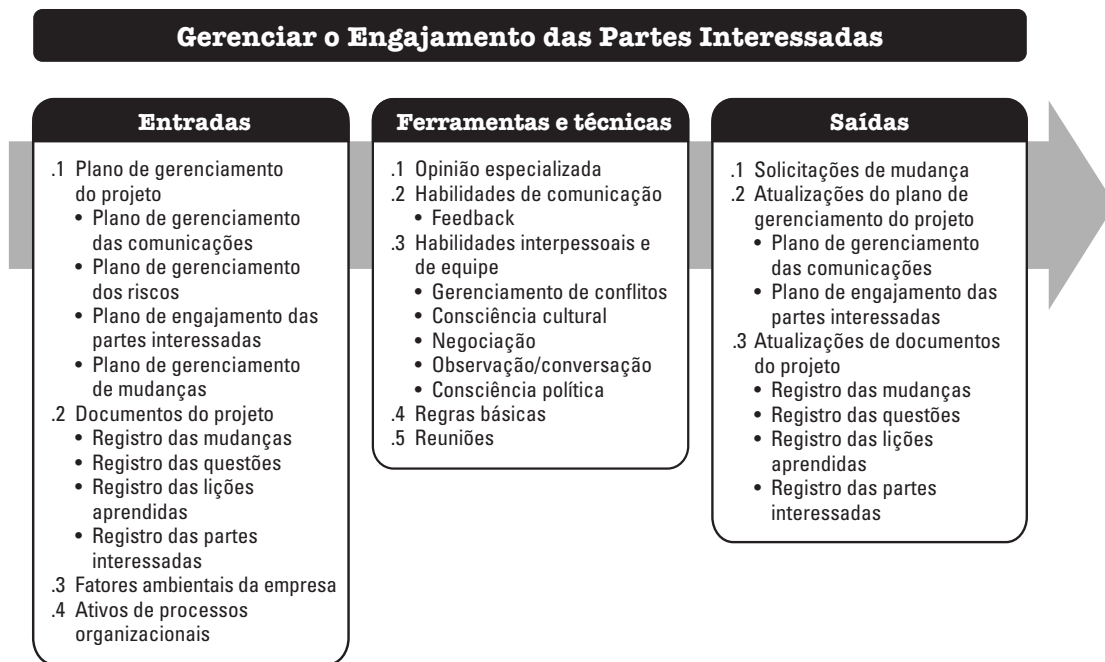 Gerenciar o Engajamento das Partes Interessadas
Entradas
.1 Plano de gerenciamento
do projeto
• Plano de gerenciamento
das comunicações
• Plano de gerenciamento
dos riscos
• Plano de engajamento das
partes interessadas
• Plano de gerenciamento
de mudanças
.2 Documentos do projeto
• Registro das mudanças
• Registro das questões
• Registro das lições
aprendidas
• Registro das partes
interessadas
.3 Fatores ambientais da empresa
.4 Ativos de processos
organizacionais
Ferramentas e técnicas
.1 Opinião especializada
.2 Habilidades de comunicação
• Feedback
.3 Habilidades interpessoais e
de equipe
• Gerenciamento de conflitos
• Consciência cultural
• Negociação
• Observação/conversação
• Consciência política
.4 Regras básicas
.5 Reuniões
Saídas
.1 Solicitações de mudança
.2 Atualizações do plano de
gerenciamento do projeto
• Plano de gerenciamento
das comunicações
• Plano de engajamento das
partes interessadas
.3 Atualizações de documentos
do projeto
• Registro das mudanças
• Registro das questões
• Registro das lições
aprendidas
• Registro das partes
interessadas